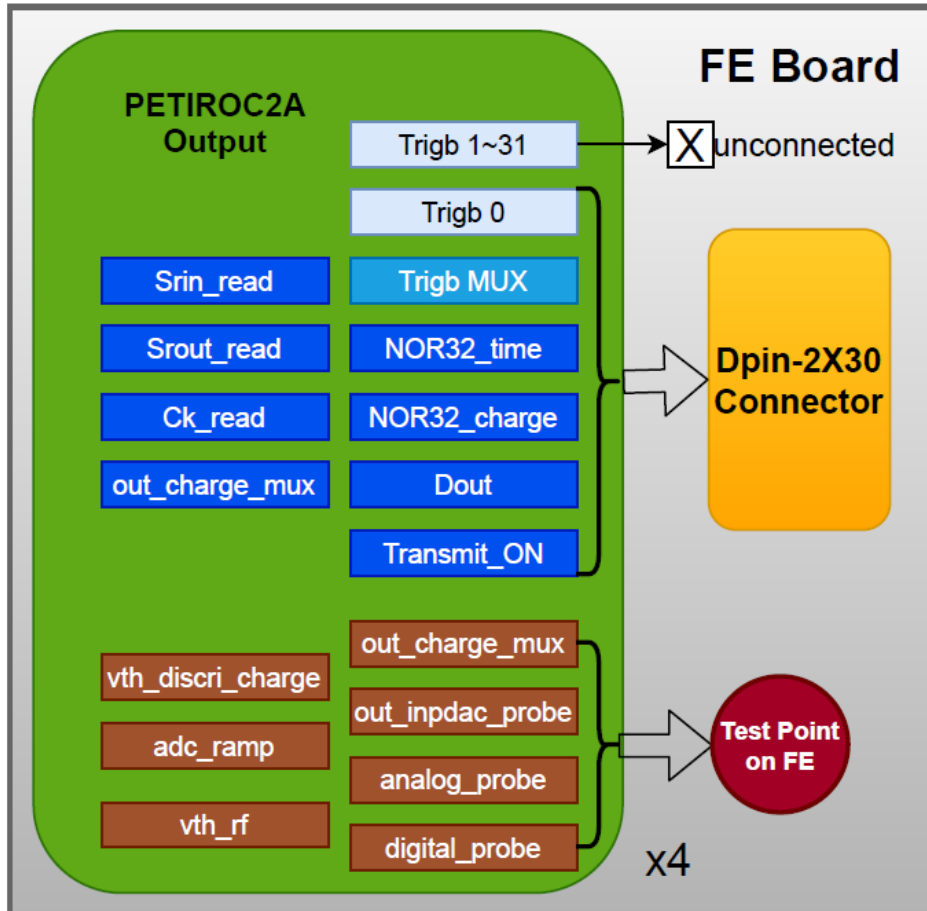 FE Board
PETIROC2A
Output
Trigb 1~31
X
unconnected
Trigb 0
Srin_read
Trigb MUX
Srout_read
NOR32_time
Ck_read
NOR32_charge
out_charge_mux
Dout
Transmit_ON
Dpin-2X30
Connector
out_charge_mux
vth_discri_charge
out_inpdac_probe
adc_ramp
analog_probe
vth_rf
digital_probe
Test Point
on FE
x4